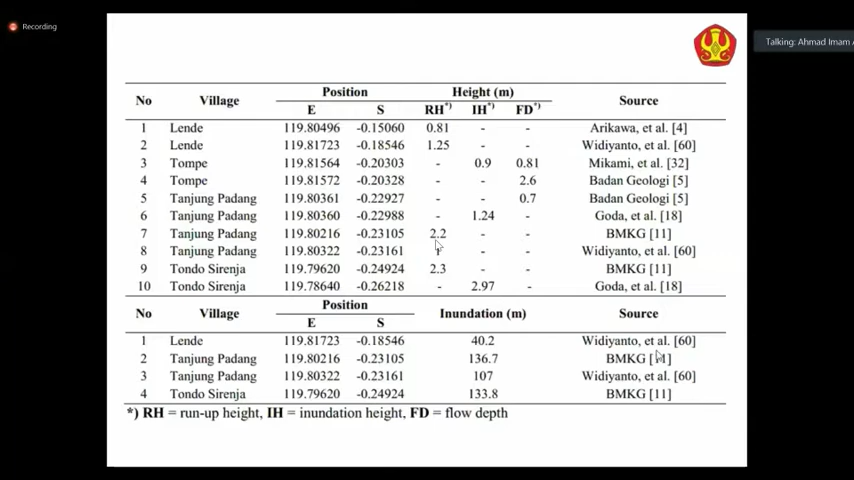 Recording
Talking: Ahmad Imam A
Position Height (m)
No Village Source
E S RH*) IH*) FD*)
1 Lende 119.80496 -0.15060 0.81 - - Arikawa, et al. [4]
2 Lende 119.81723 -0.18546 1.25 - - Widiyanto, et al. [60]
3 Tompe 119.81564 -0.20303 - 0.9 0.81 Mikami, et al. [32]
4 Tompe 119.81572 -0.20328 - - 2.6 Badan Geologi [5]
5 Tanjung Padang 119.80361 -0.22927 - - 0.7 Badan Geologi [5]
6 Tanjung Padang 119.80360 -0.22988 - 1.24 - Goda, et al. [18]
7 Tanjung Padang 119.80216 -0.23105 2.2 - - BMKG [11]
8 Tanjung Padang 119.80322 -0.23161 1 - - Widiyanto, et al. [60]
9 Tondo Sirenja 119.79620 -0.24924 2.3 - - BMKG [11]
10 Tondo Sirenja 119.78640 -0.26218 - 2.97 - Goda, et al. [18]
Position
No Village Inundation (m) Source
E S
1 Lende 119.81723 -0.18546 40.2 Widiyanto, et al. [60]
2 Tanjung Padang 119.80216 -0.23105 136.7 BMKG [11]
3 Tanjung Padang 119.80322 -0.23161 107 Widiyanto, et al. [60]
4 Tondo Sirenja 119.79620 -0.24924 133.8 BMKG [11]
*) RH = run-up height, IH = inundation height, FD = flow depth